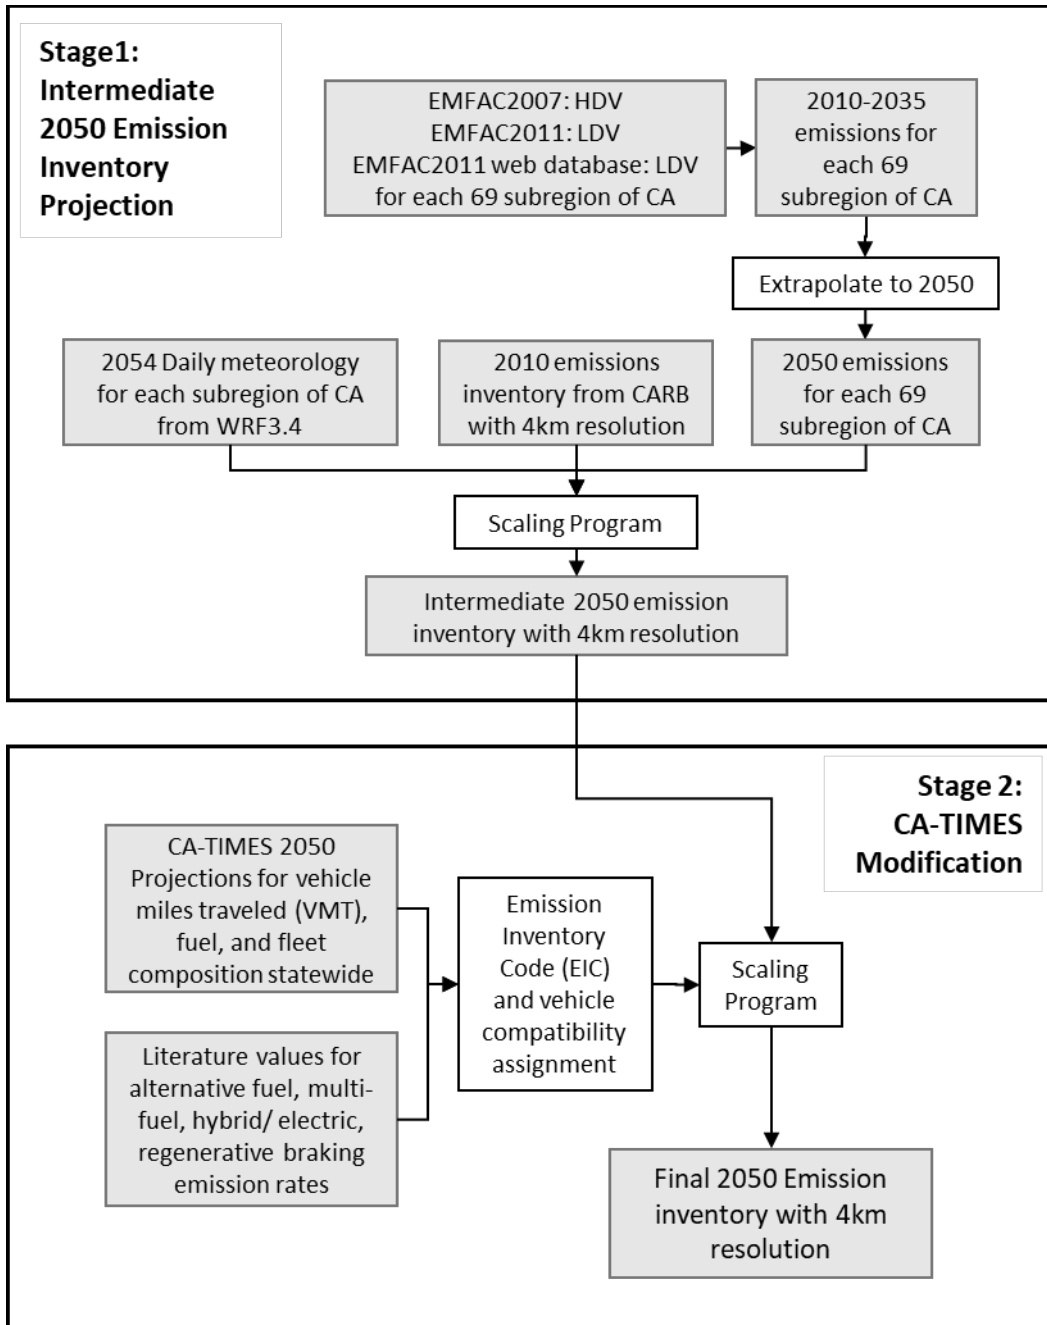 Stage1:
Intermediate
2050 Emission
Inventory
Projection
EMFAC2007: HDV
EMFAC2011: LDV
EMFAC2011 web database: LDV
for each 69 subregion of CA
2010-2035
emissions for
each 69
subregion of CA
Extrapolate to 2050
2054 Daily meteorology
for each subregion of CA
from WRF3.4
2010 emissions
inventory from CARB
with 4km resolution
2050 emissions
for each 69
subregion of CA
Scaling Program
Intermediate 2050 emission
inventory with 4km resolution
Stage 2:
CA-TIMES
Modification
CA-TIMES 2050
Projections for vehicle
miles traveled (VMT),
fuel, and fleet
composition statewide
Literature values for
alternative fuel, multi-
fuel, hybrid/ electric,
regenerative braking
emission rates
Emission
Inventory
Code (EIC)
and vehicle
compatibility
assignment
Scaling
Program
Final 2050 Emission
inventory with 4km
resolution